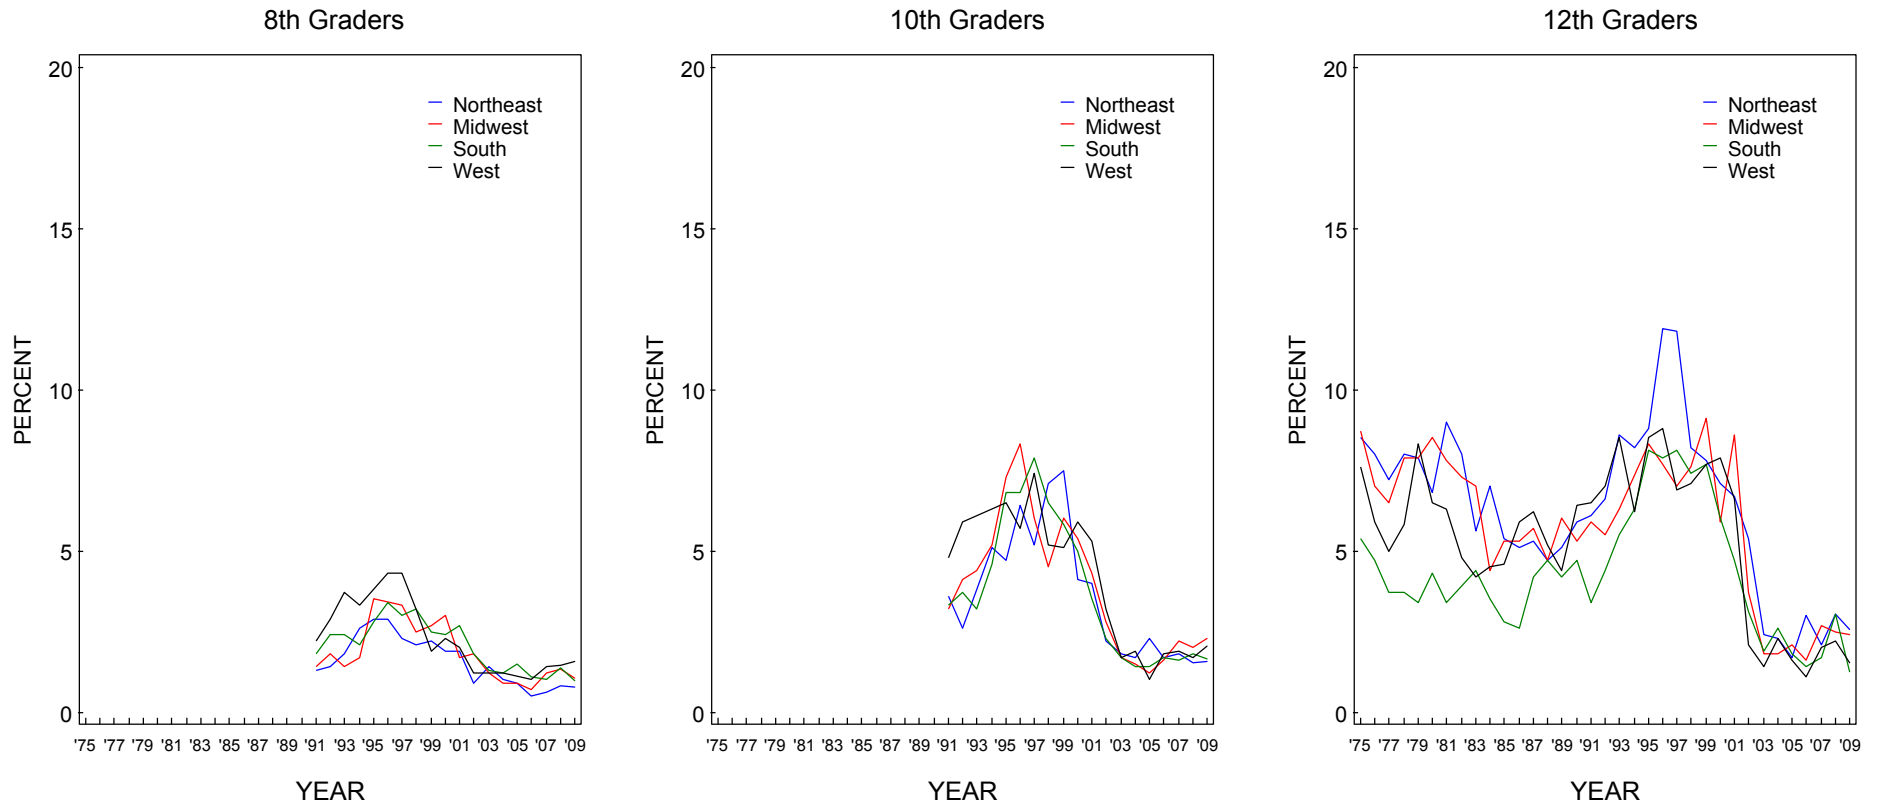 8th Graders
20
15
10
5
0
PERCENT
Northeast
Midwest
South
West
'75 '77 '79 '81 '83 '85 '87 '89 '91 '93 '95 '97 '99 '01 '03 '05 '07 '09
YEAR
10th Graders
20
15
10
5
0
PERCENT
Northeast
Midwest
South
West
'75 '77 '79 '81 '83 '85 '87 '89 '91 '93 '95 '97 '99 '01 '03 '05 '07 '09
YEAR
12th Graders
20
15
10
5
0
PERCENT
Northeast
Midwest
South
West
'75 '77 '79 '81 '83 '85 '87 '89 '91 '93 '95 '97 '99 '01 '03 '05 '07 '09
YEAR